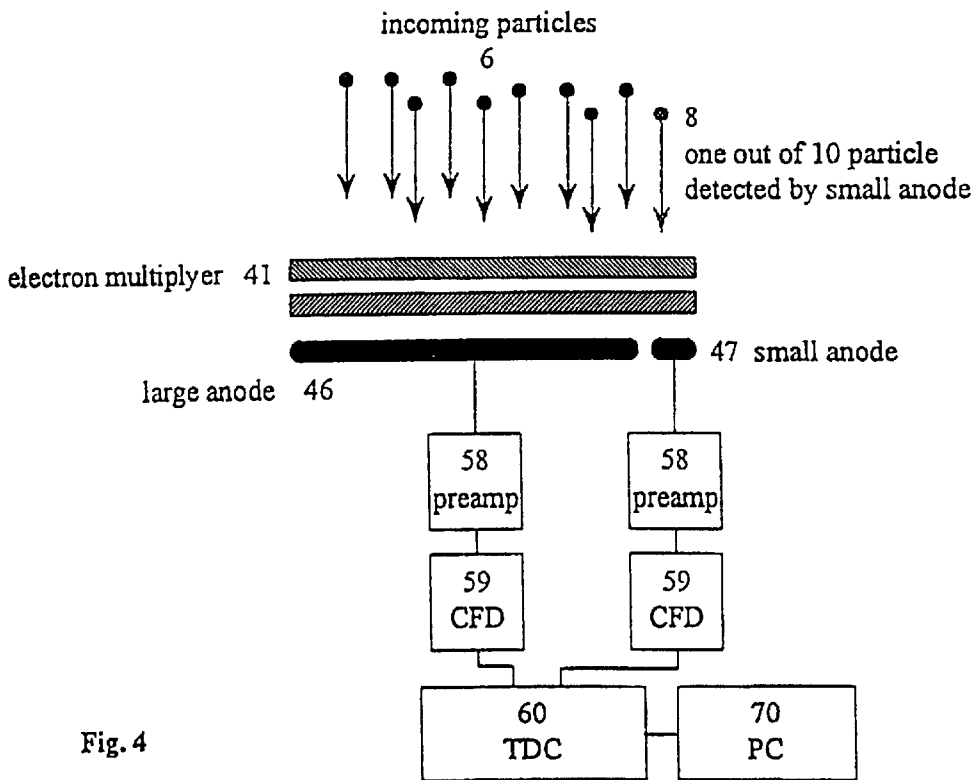 incoming particles
6
8
one out of 10 particle
detected by small anode
electron multiplyer 41
47 small anode
large anode 46
58
preamp
58
preamp
59
CFD
59
CFD
60
TDC
70
PC
Fig. 4